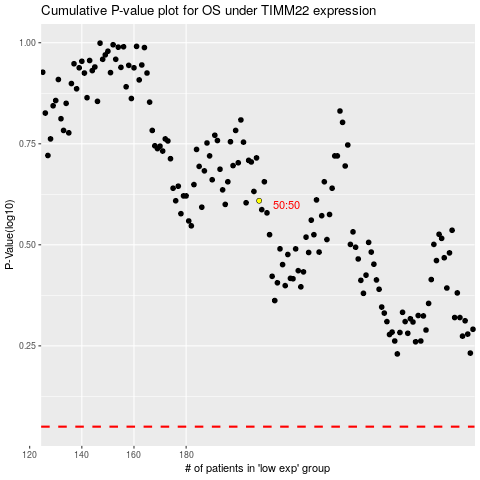 Cumulative P-value plot for OS under TIMM22 expression
P-Value(log10)
1.00
0.75
0.50
0.25
50:50
120 140 160 180
# of patients in 'low exp' group